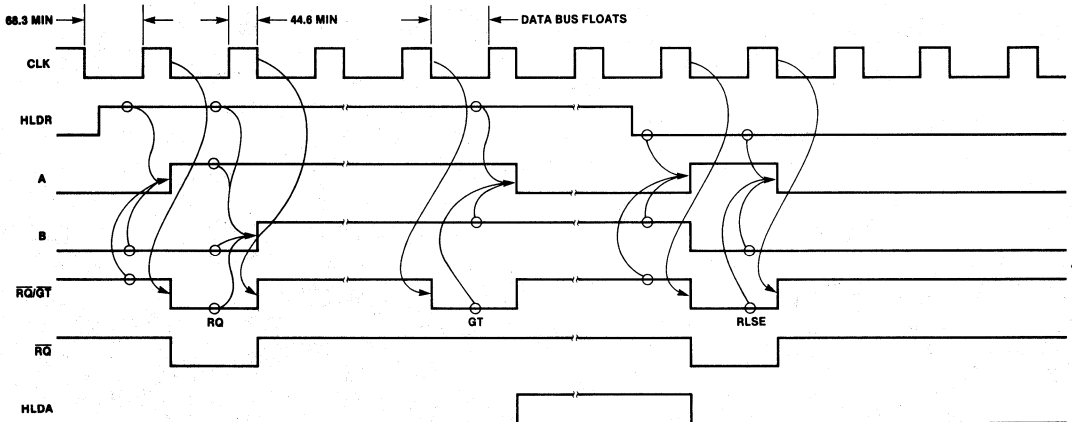 68.3 MIN
44.6 MIN
DATA BUS FLOATS
CLK
HLDR
A
B
RQ/GT
RQ
GT
RLSE
RQ
HLDA